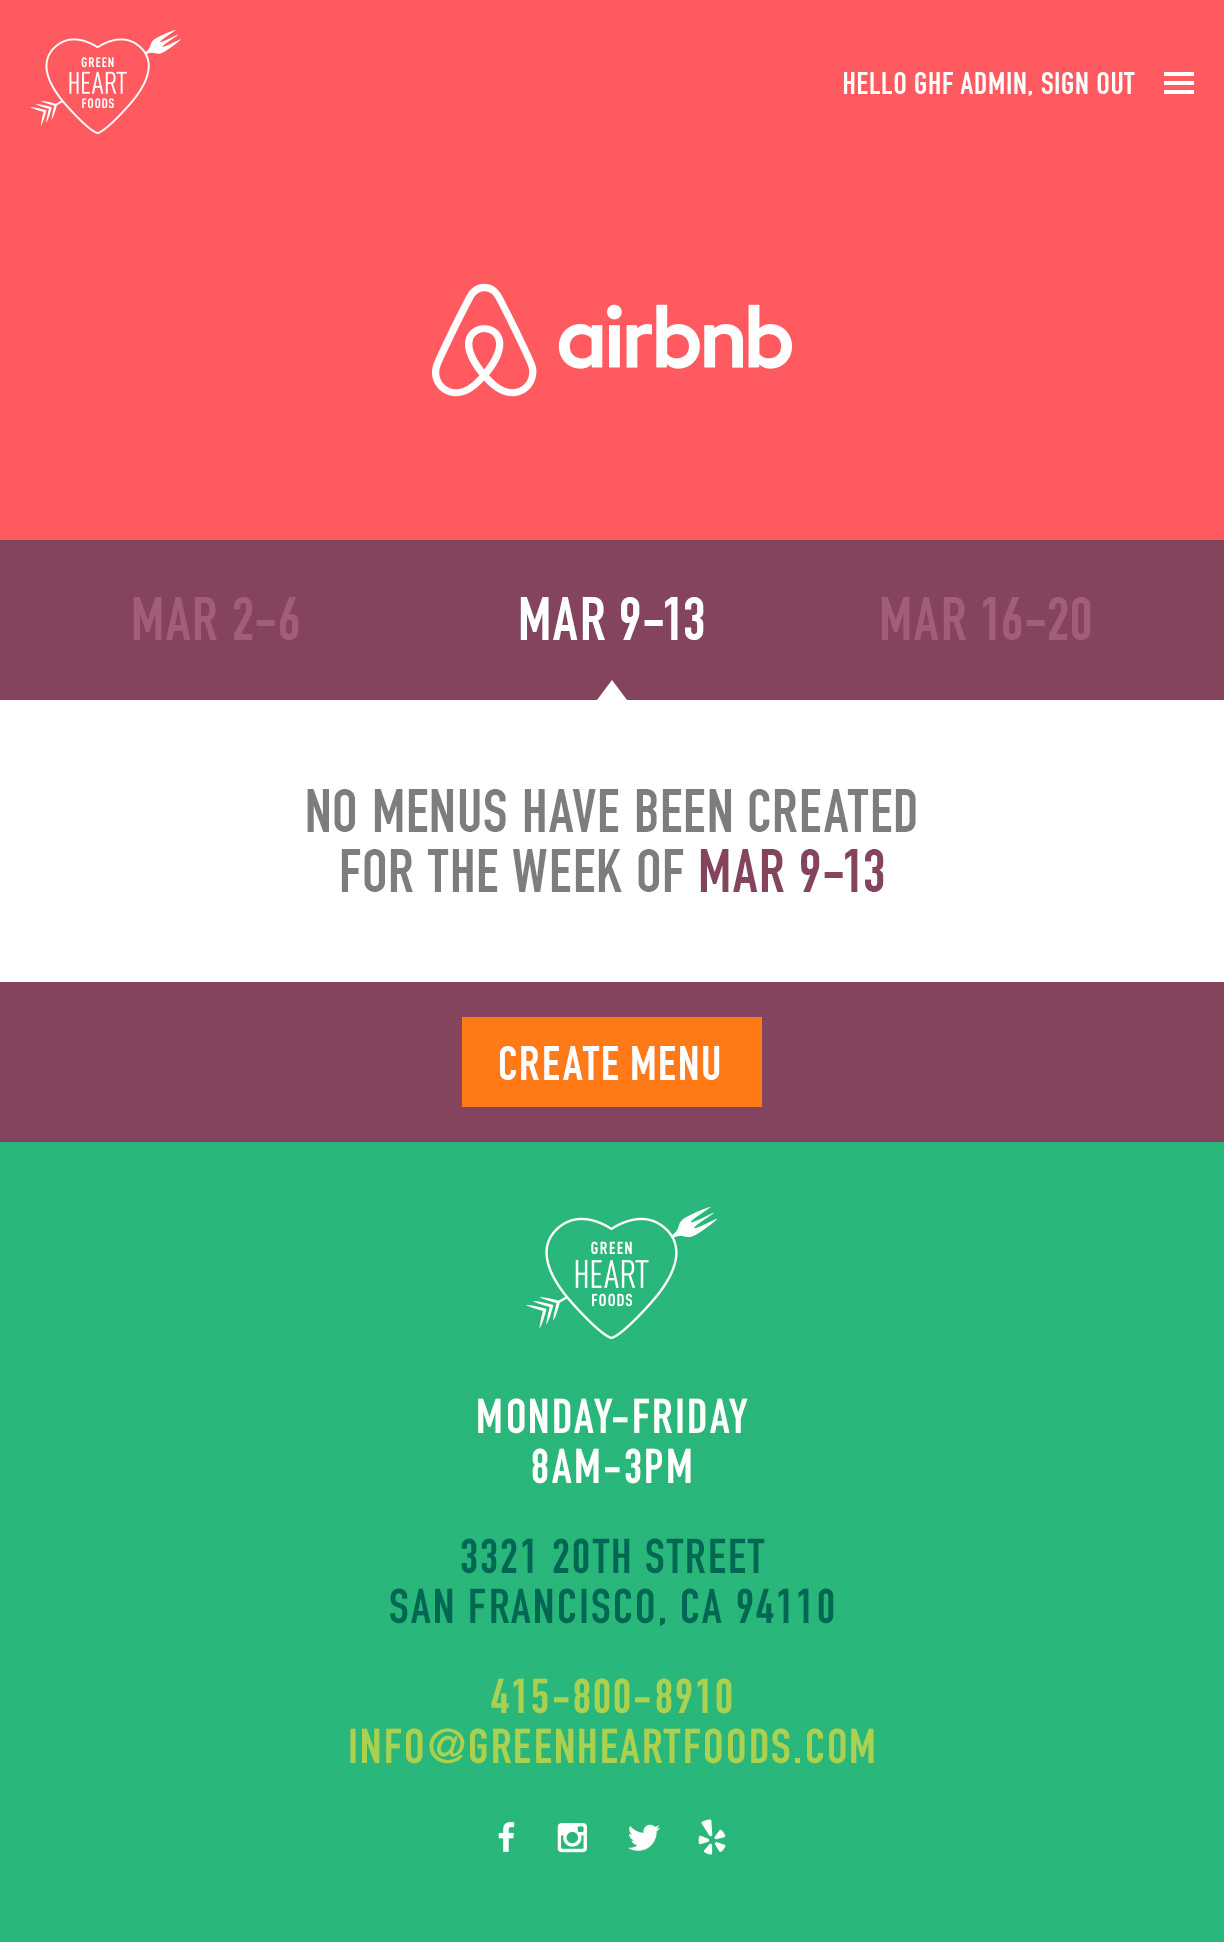 GREEN
HEART
FOODS
HELLO GHF ADMIN, SIGN OUT
airbnb
MAR 2-6
MAR 9-13
MAR 16-20
NO MENUS HAVE BEEN CREATED
FOR THE WEEK OF MAR 9-13
CREATE MENU
GREEN
HEART
FOODS
MONDAY-FRIDAY
8AM-3PM
3321 20TH STREET
SAN FRANCISCO, CA 94110
415-800-8910
INFO@GREENHEARTFOODS.COM